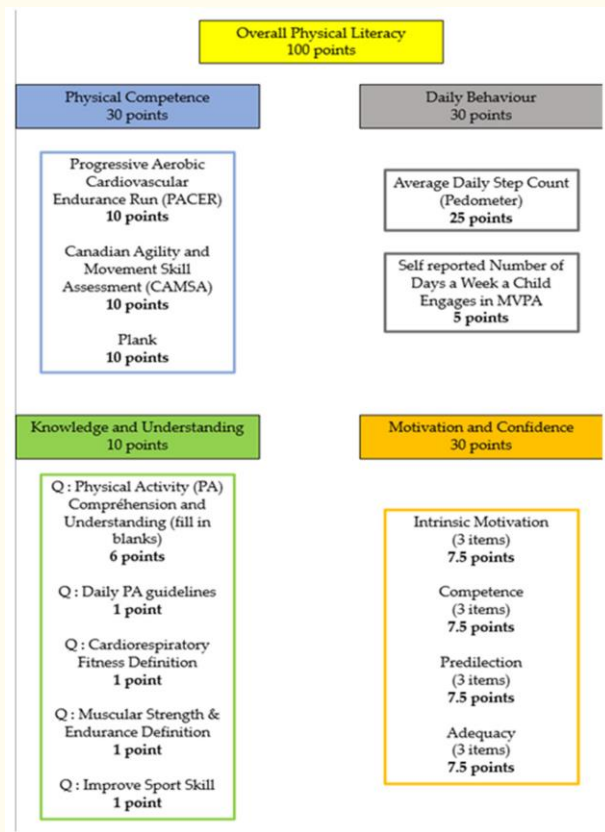 Overall Physical Literacy
100 points
Physical Competence
30 points
Progressive Aerobic
Cardiovascular
Endurance Run (PACER)
10 points
Canadian Agility and
Movement Skill
Assessment (CAMSA)
10 points
Plank
10 points
Daily Behaviour
30 points
Average Daily Step Count
(Pedometer)
25 points
Self reported Number of
Days a Week a Child
Engages in MVPA
5 points
Knowledge and Understanding
10 points
Q : Physical Activity (PA)
Compréhension and
Understanding (fill in
blanks)
6 points
Q : Daily PA guidelines
1 point
Q : Cardiorespiratory
Fitness Definition
1 point
Q : Muscular Strength &
Endurance Definition
1 point
Q : Improve Sport Skill
1 point
Motivation and Confidence
30 points
Intrinsic Motivation
(3 items)
7.5 points
Competence
(3 items)
7.5 points
Predilection
(3 items)
7.5 points
Adequacy
(3 items)
7.5 points